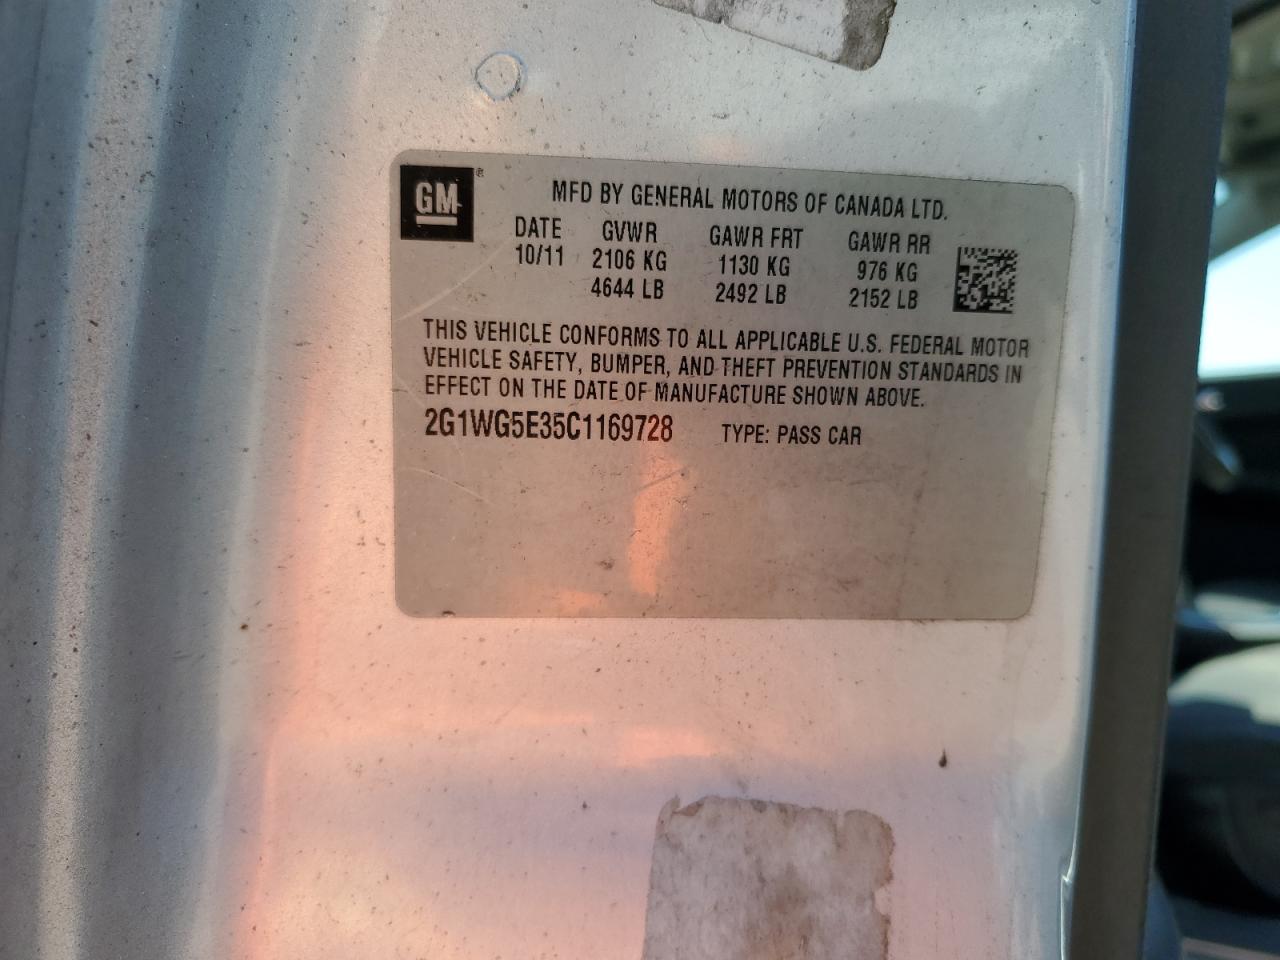 GM®
MFD BY GENERAL MOTORS OF CANADA LTD.
DATE GVWR GAWR FRT GAWR RR
10/11 2106 KG 1130 KG 976 KG
4644 LB 2492 LB 2152 LB
THIS VEHICLE CONFORMS TO ALL APPLICABLE U.S. FEDERAL MOTOR
VEHICLE SAFETY, BUMPER, AND THEFT PREVENTION STANDARDS IN
EFFECT ON THE DATE OF MANUFACTURE SHOWN ABOVE.
2G1WG5E35C1169728 TYPE: PASS CAR